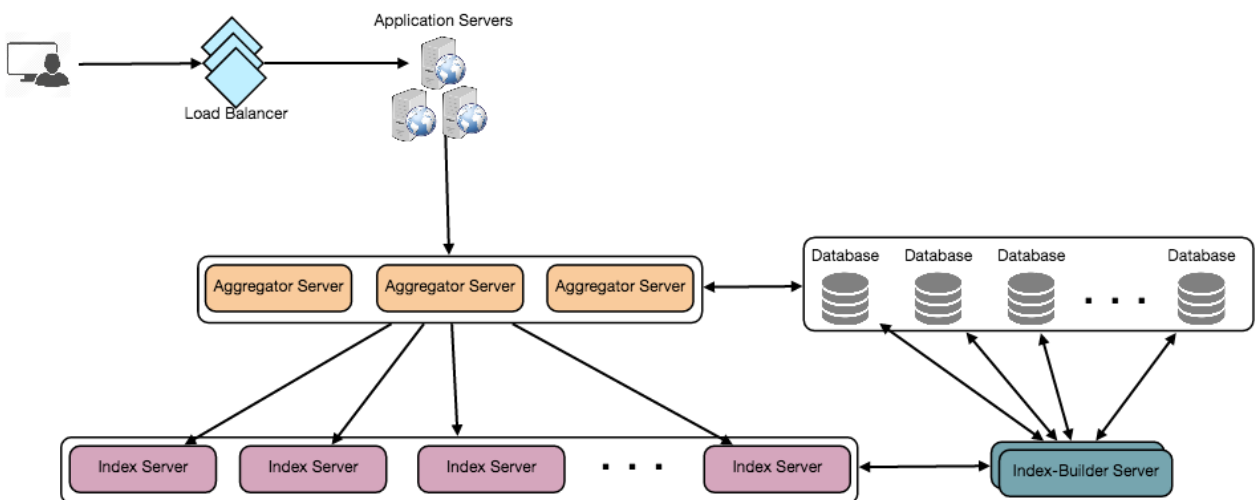 Application Servers
Load Balancer
Aggregator Server
Aggregator Server
Aggregator Server
Database
Database
Database
Database
Index Server
Index Server
Index Server
Index Server
Index-Builder Server